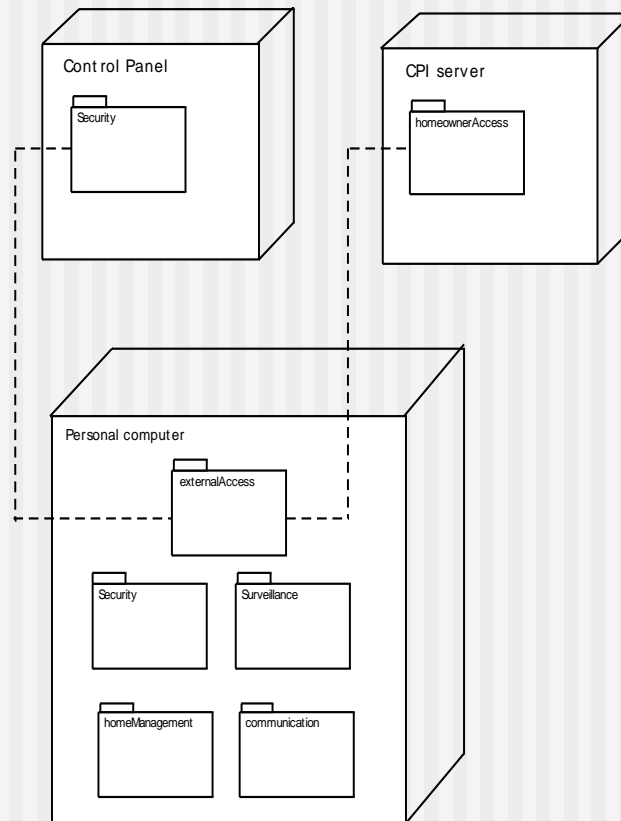 Control Panel
CPI server
Security
homeownerAccess
Personal computer
externalAccess
Security
Surveillance
homeManagement
communication